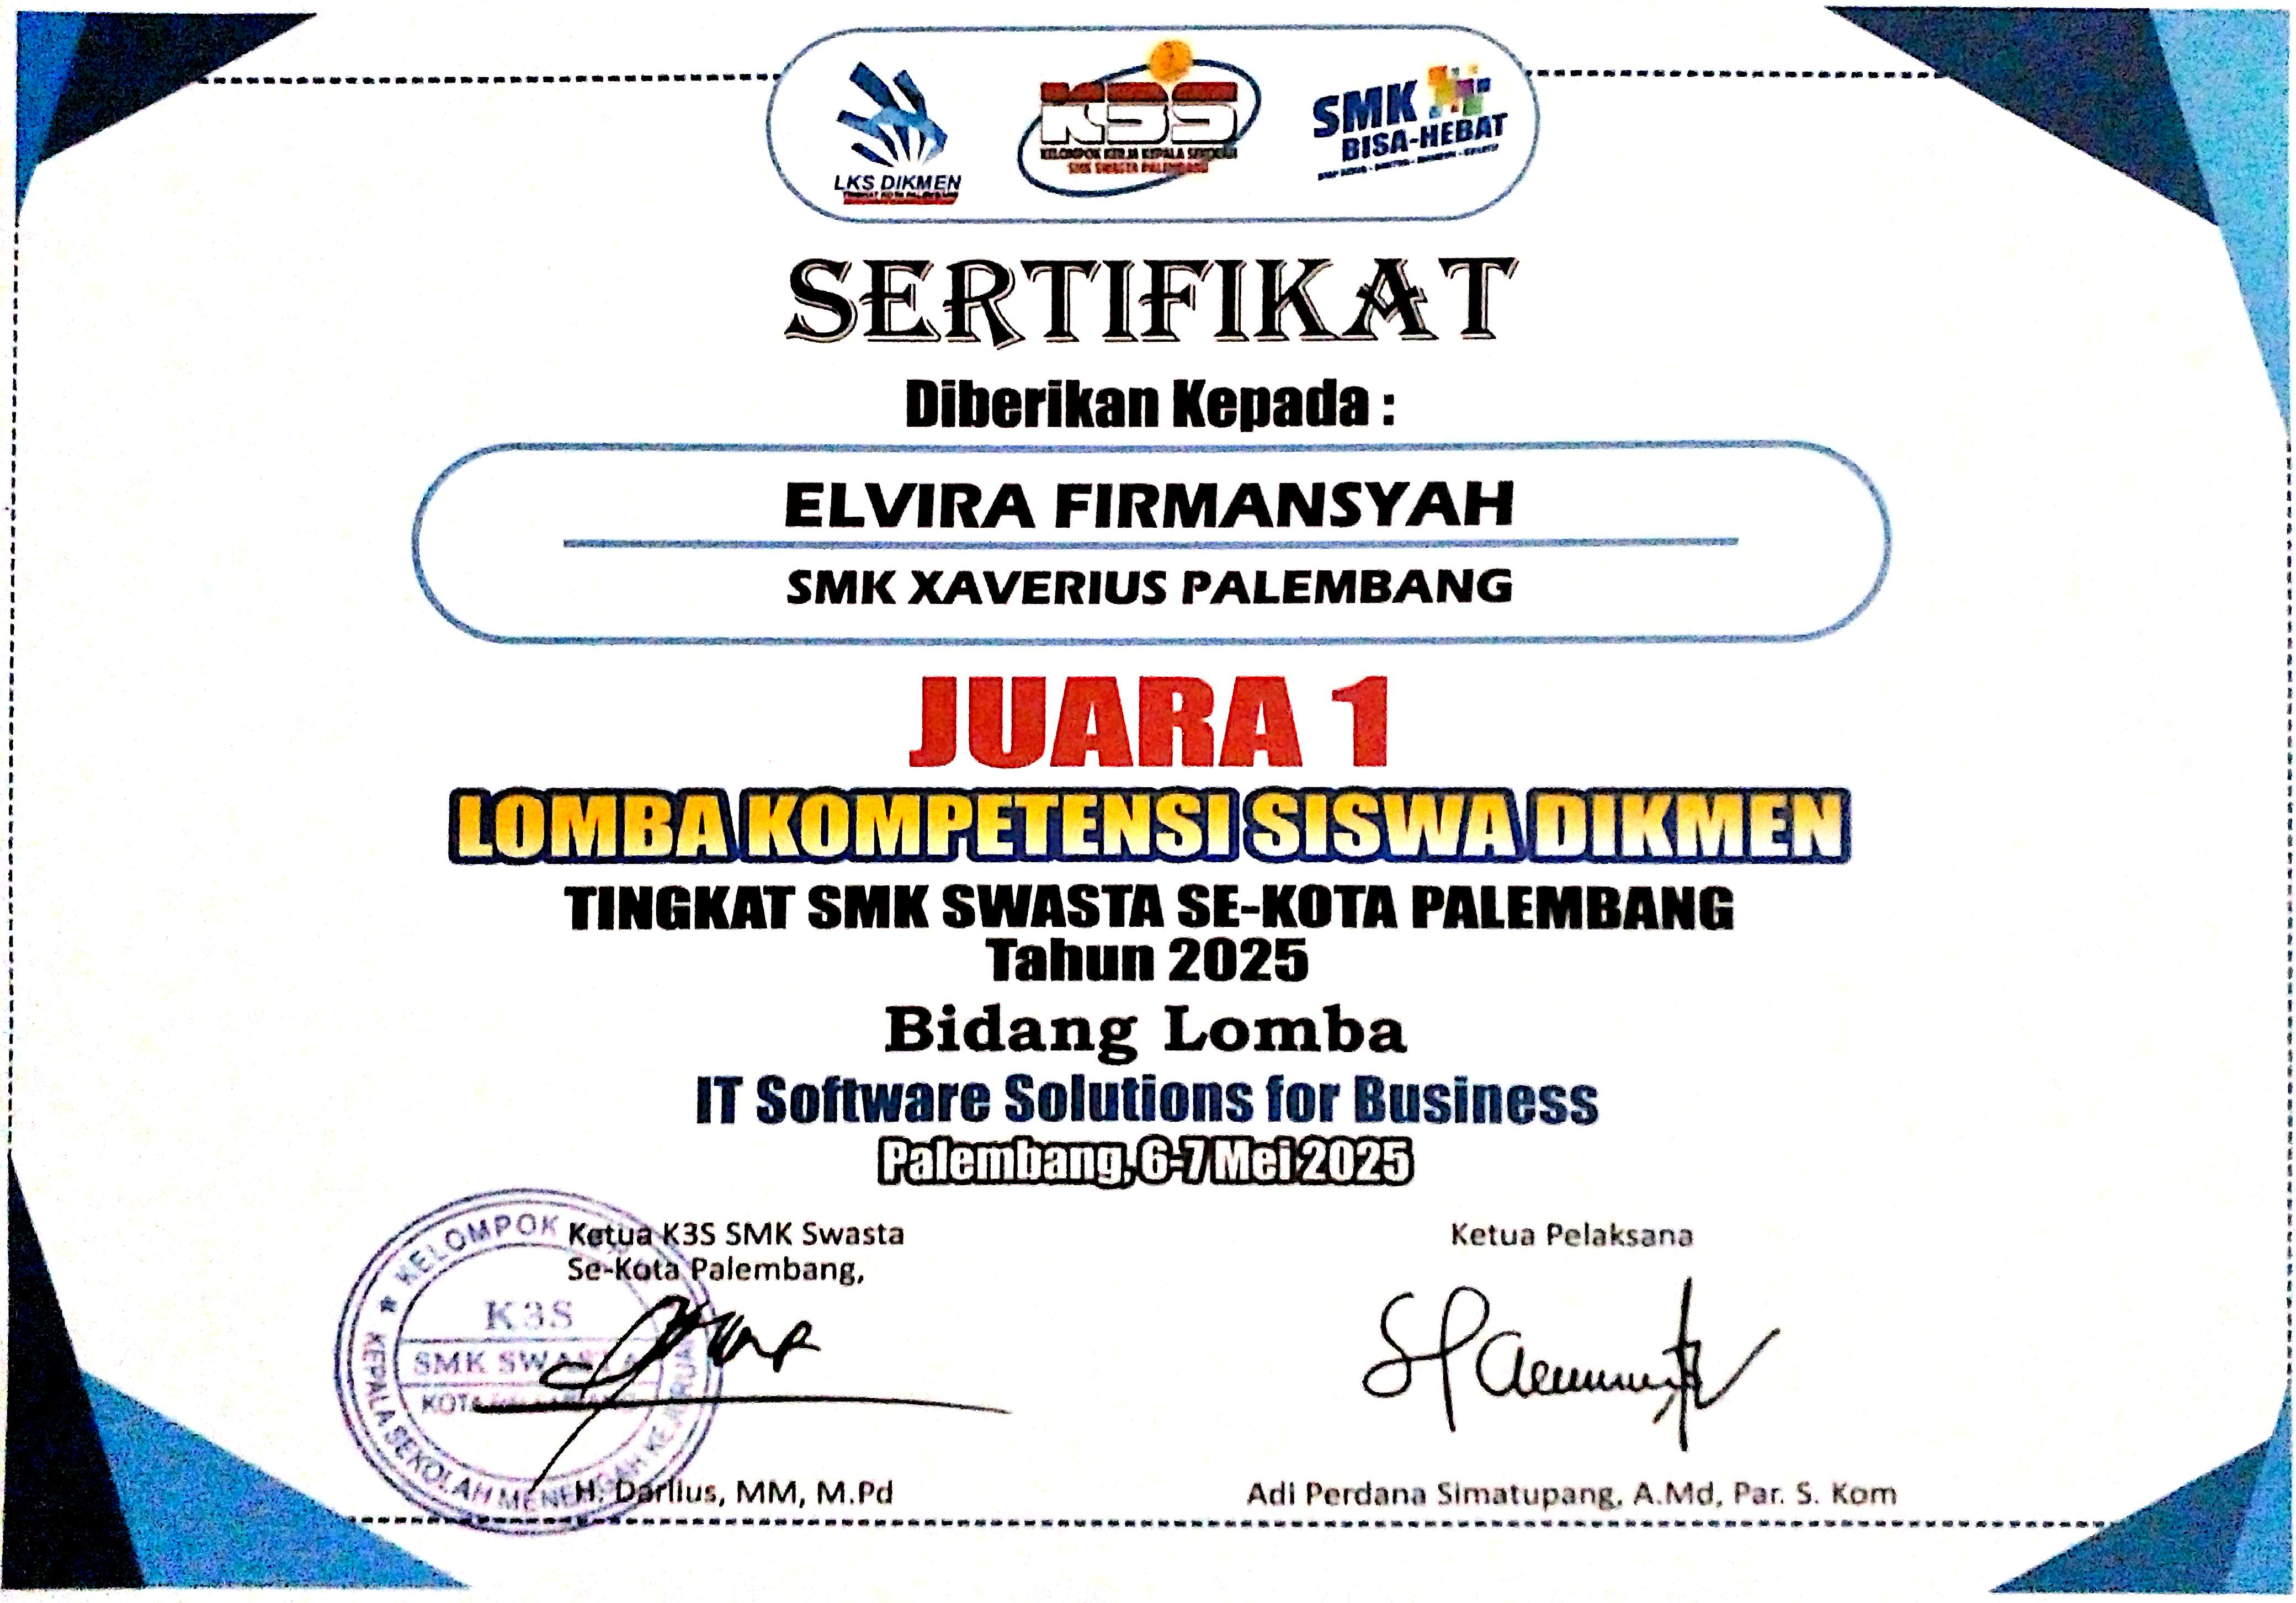 LKS DIKMEN
TINGKAT KOTA PALEMBANG
K3S
KELOMPOK KERJA KEPALA SEKOLAH
SMK SWASTA PALEMBANG
SMK
BISA-HEBAT
SERTIFIKAT
Diberikan Kepada :
ELVIRA FIRMANSYAH
SMK XAVERIUS PALEMBANG
JUARA 1
LOMBA KOMPETENSI SISWA DIKMEN
TINGKAT SMK SWASTA SE-KOTA PALEMBANG
Tahun 2025
Bidang Lomba
IT Software Solutions for Business
Palembang, 6-7 Mei 2025
Ketua K3S SMK Swasta
Se-Kota Palembang,
Ketua Pelaksana
KELOMPOK
K3S
SMK SWASTA
KOTA
KEPALA SEKOLAH MENENGAH KEJURUAN
H. Darlius, MM, M.Pd
Adi Perdana Simatupang, A.Md, Par. S. Kom